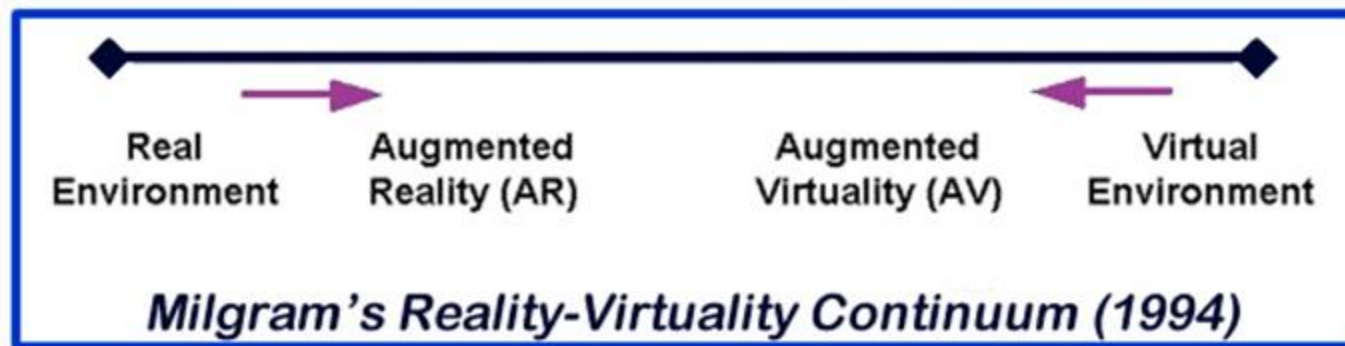 Real Environment
Augmented Reality (AR)
Augmented Virtuality (AV)
Virtual Environment
Milgram's Reality-Virtuality Continuum (1994)